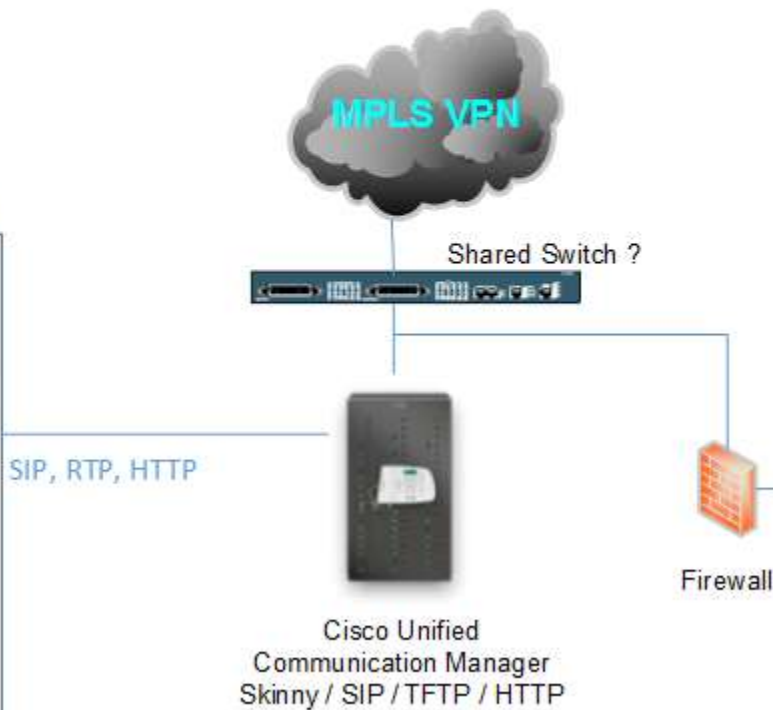 MPLS VPN
Shared Switch ?
SIP, RTP, HTTP
Firewall
Cisco Unified
Communication Manager
Skinny / SIP / TFTP / HTTP